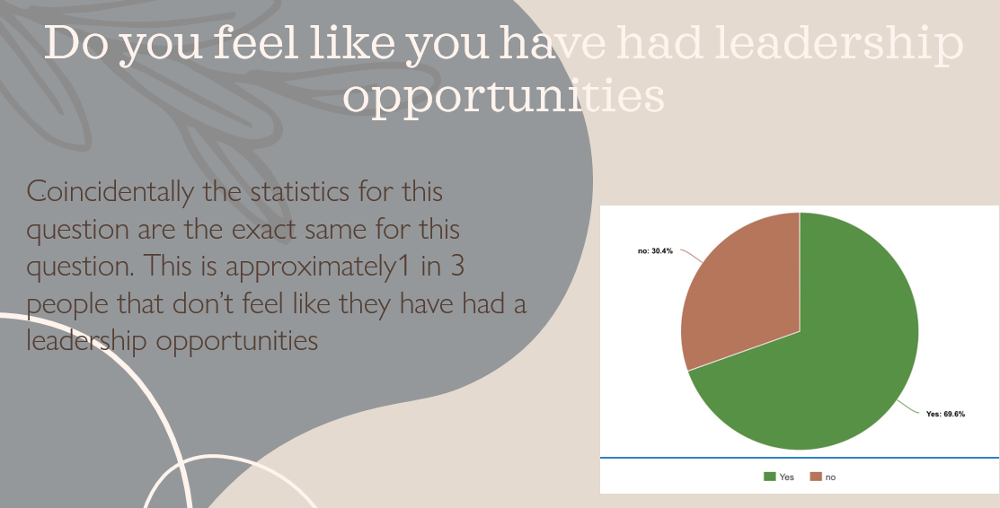 Do you feel like you have had leadership
opportunities
Coincidentally the statistics for this
question are the exact same for this
question. This is approximately1 in 3
people that don’t feel like they have had a
leadership opportunities
no: 30.4%
Yes: 69.6%
Yes no